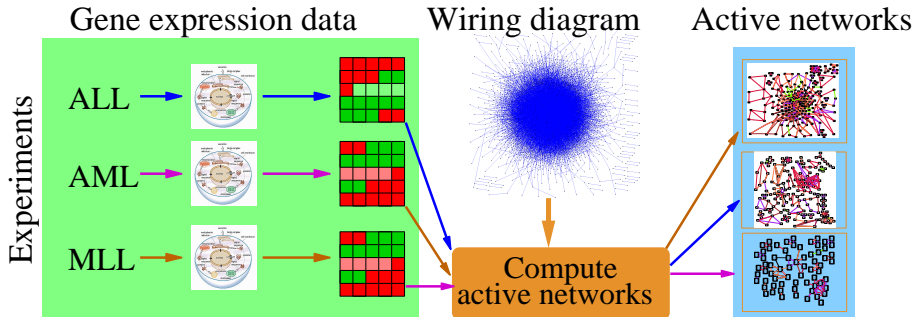 Gene expression data
Wiring diagram
Active networks
Experiments
ALL
AML
MLL
Compute
active networks